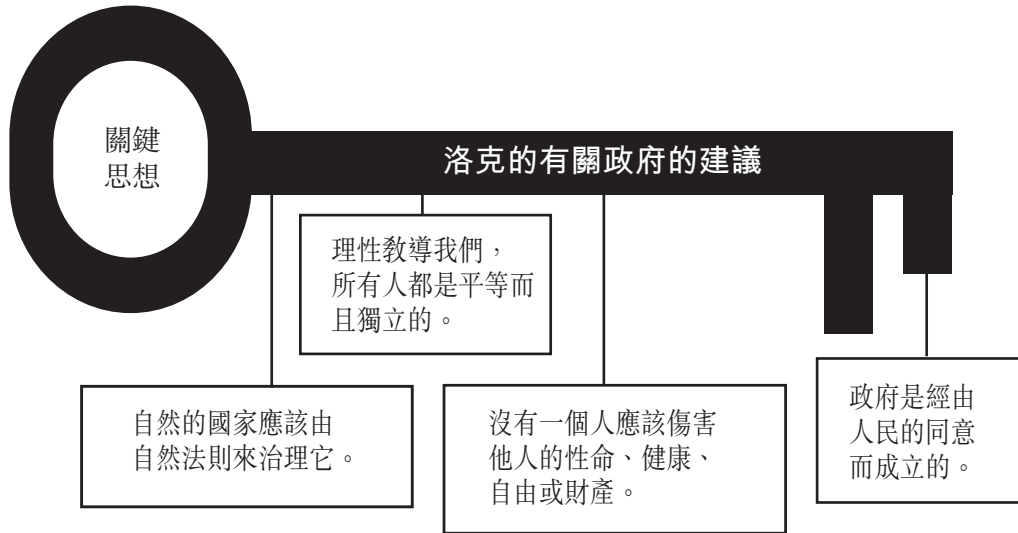 關鍵
思想
洛克的有關政府的建議
理性教導我們，
所有人都是平等而
且獨立的。
自然的國家應該由
自然法則來治理它。
沒有一個人應該傷害
他人的性命、健康、
自由或財產。
政府是經由
人民的同意
而成立的。